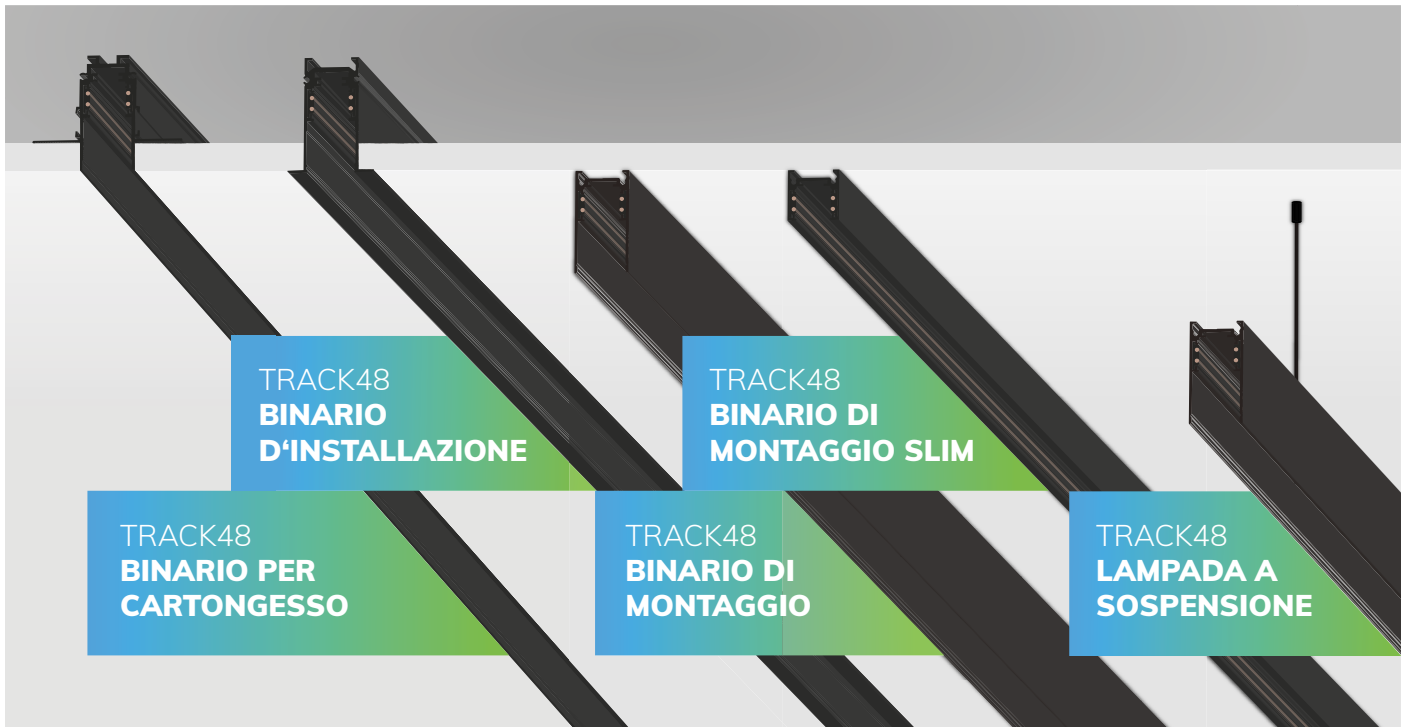 TRACK48
BINARIO
D‘INSTALLAZIONE
TRACK48
BINARIO DI
MONTAGGIO SLIM
TRACK48
BINARIO PER
CARTONGESSO
TRACK48
BINARIO DI
MONTAGGIO
TRACK48
LAMPADA A
SOSPENSIONE